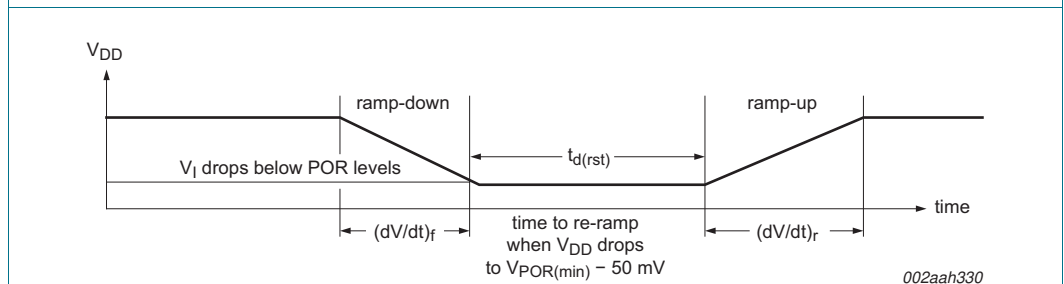 VDD
ramp-down
ramp-up
td(rst)
VI drops below POR levels
time
(dV/dt)f
time to re-ramp
when VDD drops
to VPOR(min) − 50 mV
(dV/dt)r
002aah330